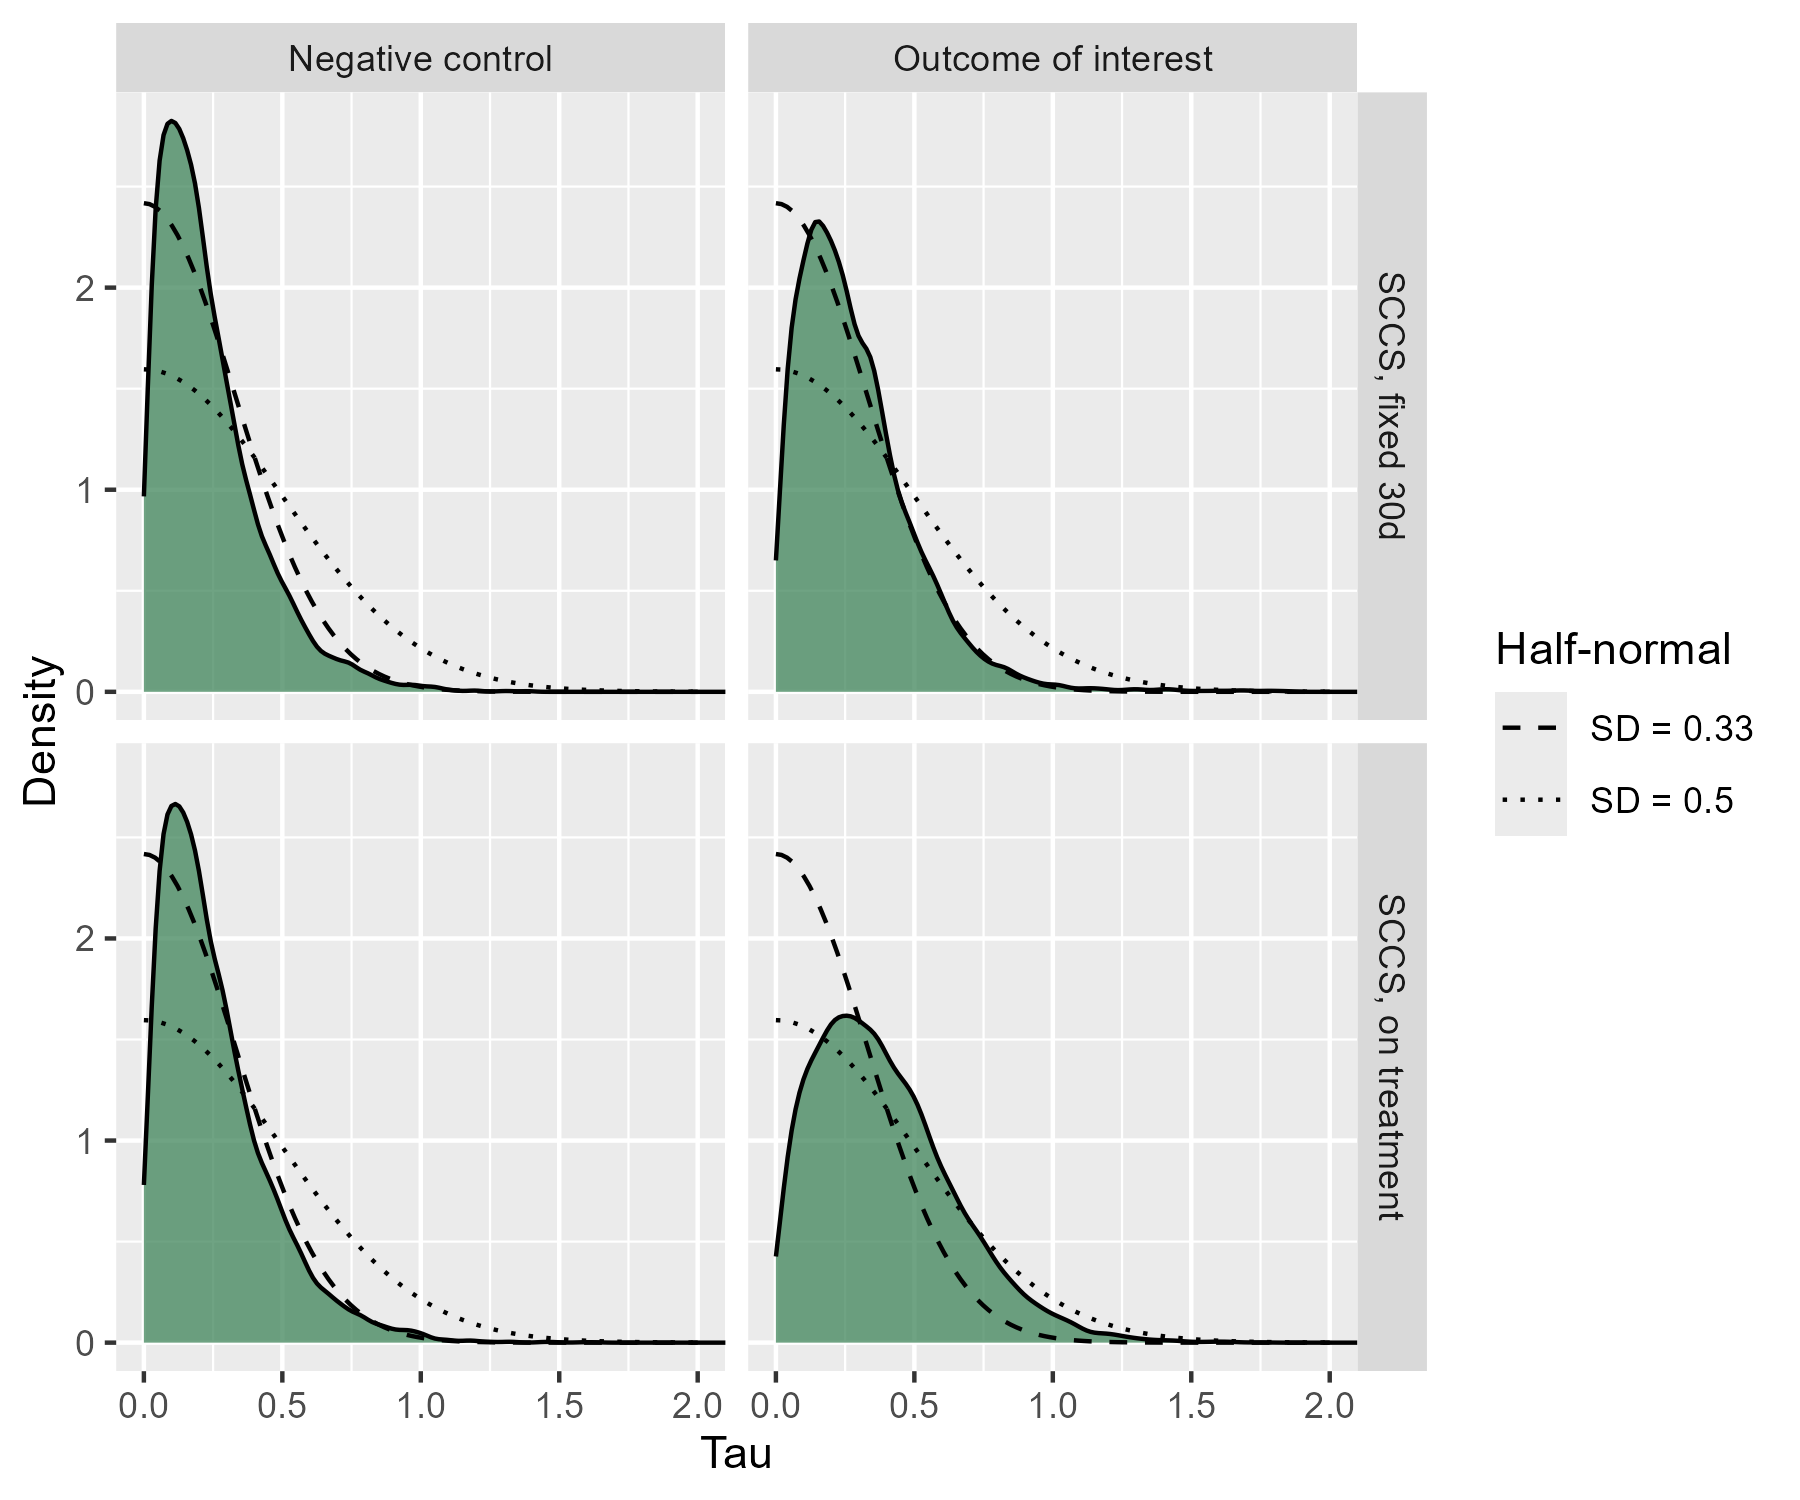 Negative control
Outcome of interest
SCCS, fixed 30d
SCCS, on treatment
Density
2
1
0
2
1
0
0.0 0.5 1.0 1.5 2.0
0.0 0.5 1.0 1.5 2.0
Tau
Half-normal
SD = 0.33
SD = 0.5